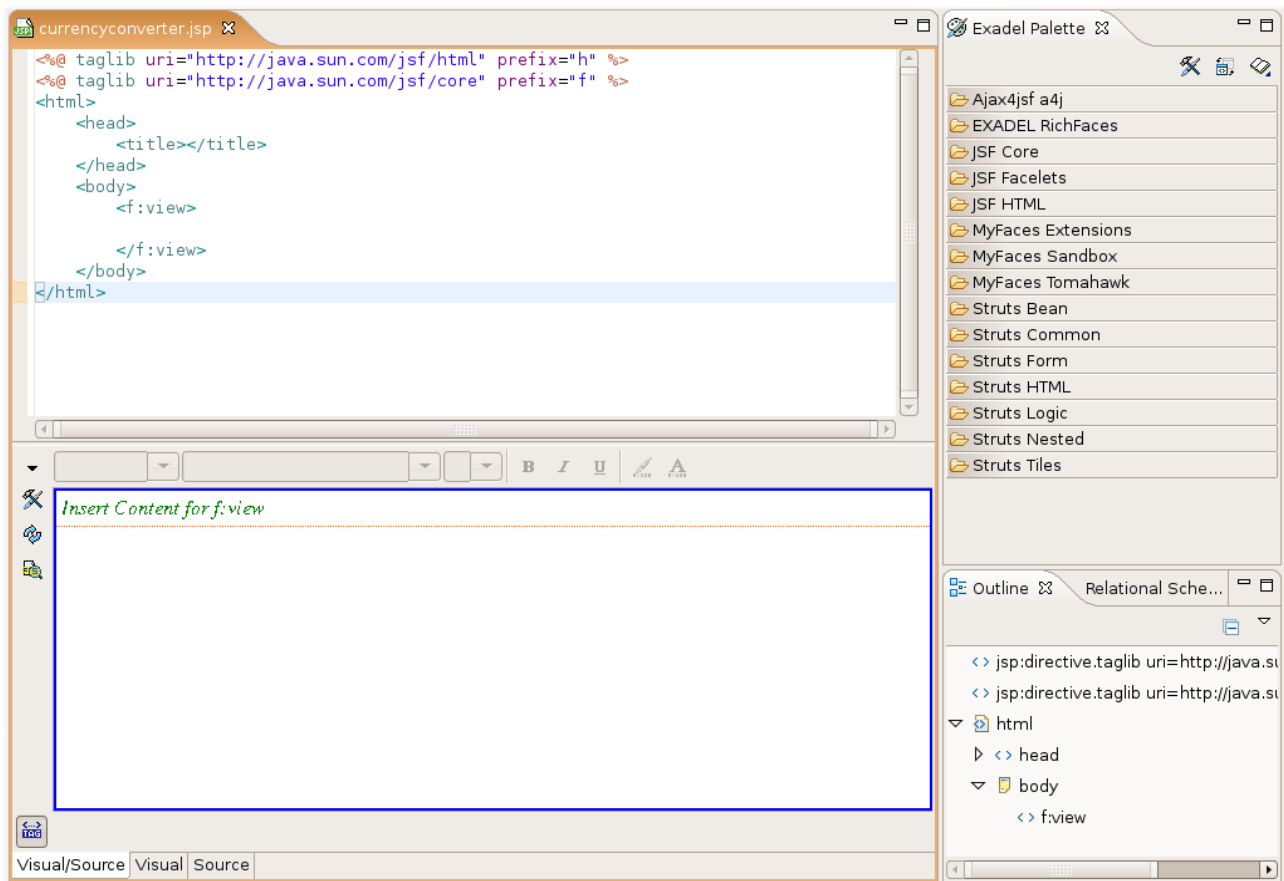 currencyconverter.jsp
<%@ taglib uri="http://java.sun.com/jsf/html" prefix="h" %>
<%@ taglib uri="http://java.sun.com/jsf/core" prefix="f" %>
<html>
    <head>
        <title></title>
    </head>
    <body>
        <f:view>
        </f:view>
    </body>
</html>
B I U A
Insert Content for f:view
TAG
Visual/Source Visual Source
Exadel Palette
Ajax4jsf a4j
EXADEL RichFaces
JSF Core
JSF Facelets
JSF HTML
MyFaces Extensions
MyFaces Sandbox
MyFaces Tomahawk
Struts Bean
Struts Common
Struts Form
Struts HTML
Struts Logic
Struts Nested
Struts Tiles
Outline Relational Sche...
jsp:directive.taglib uri=http://java.su
jsp:directive.taglib uri=http://java.su
html
head
body
f:view